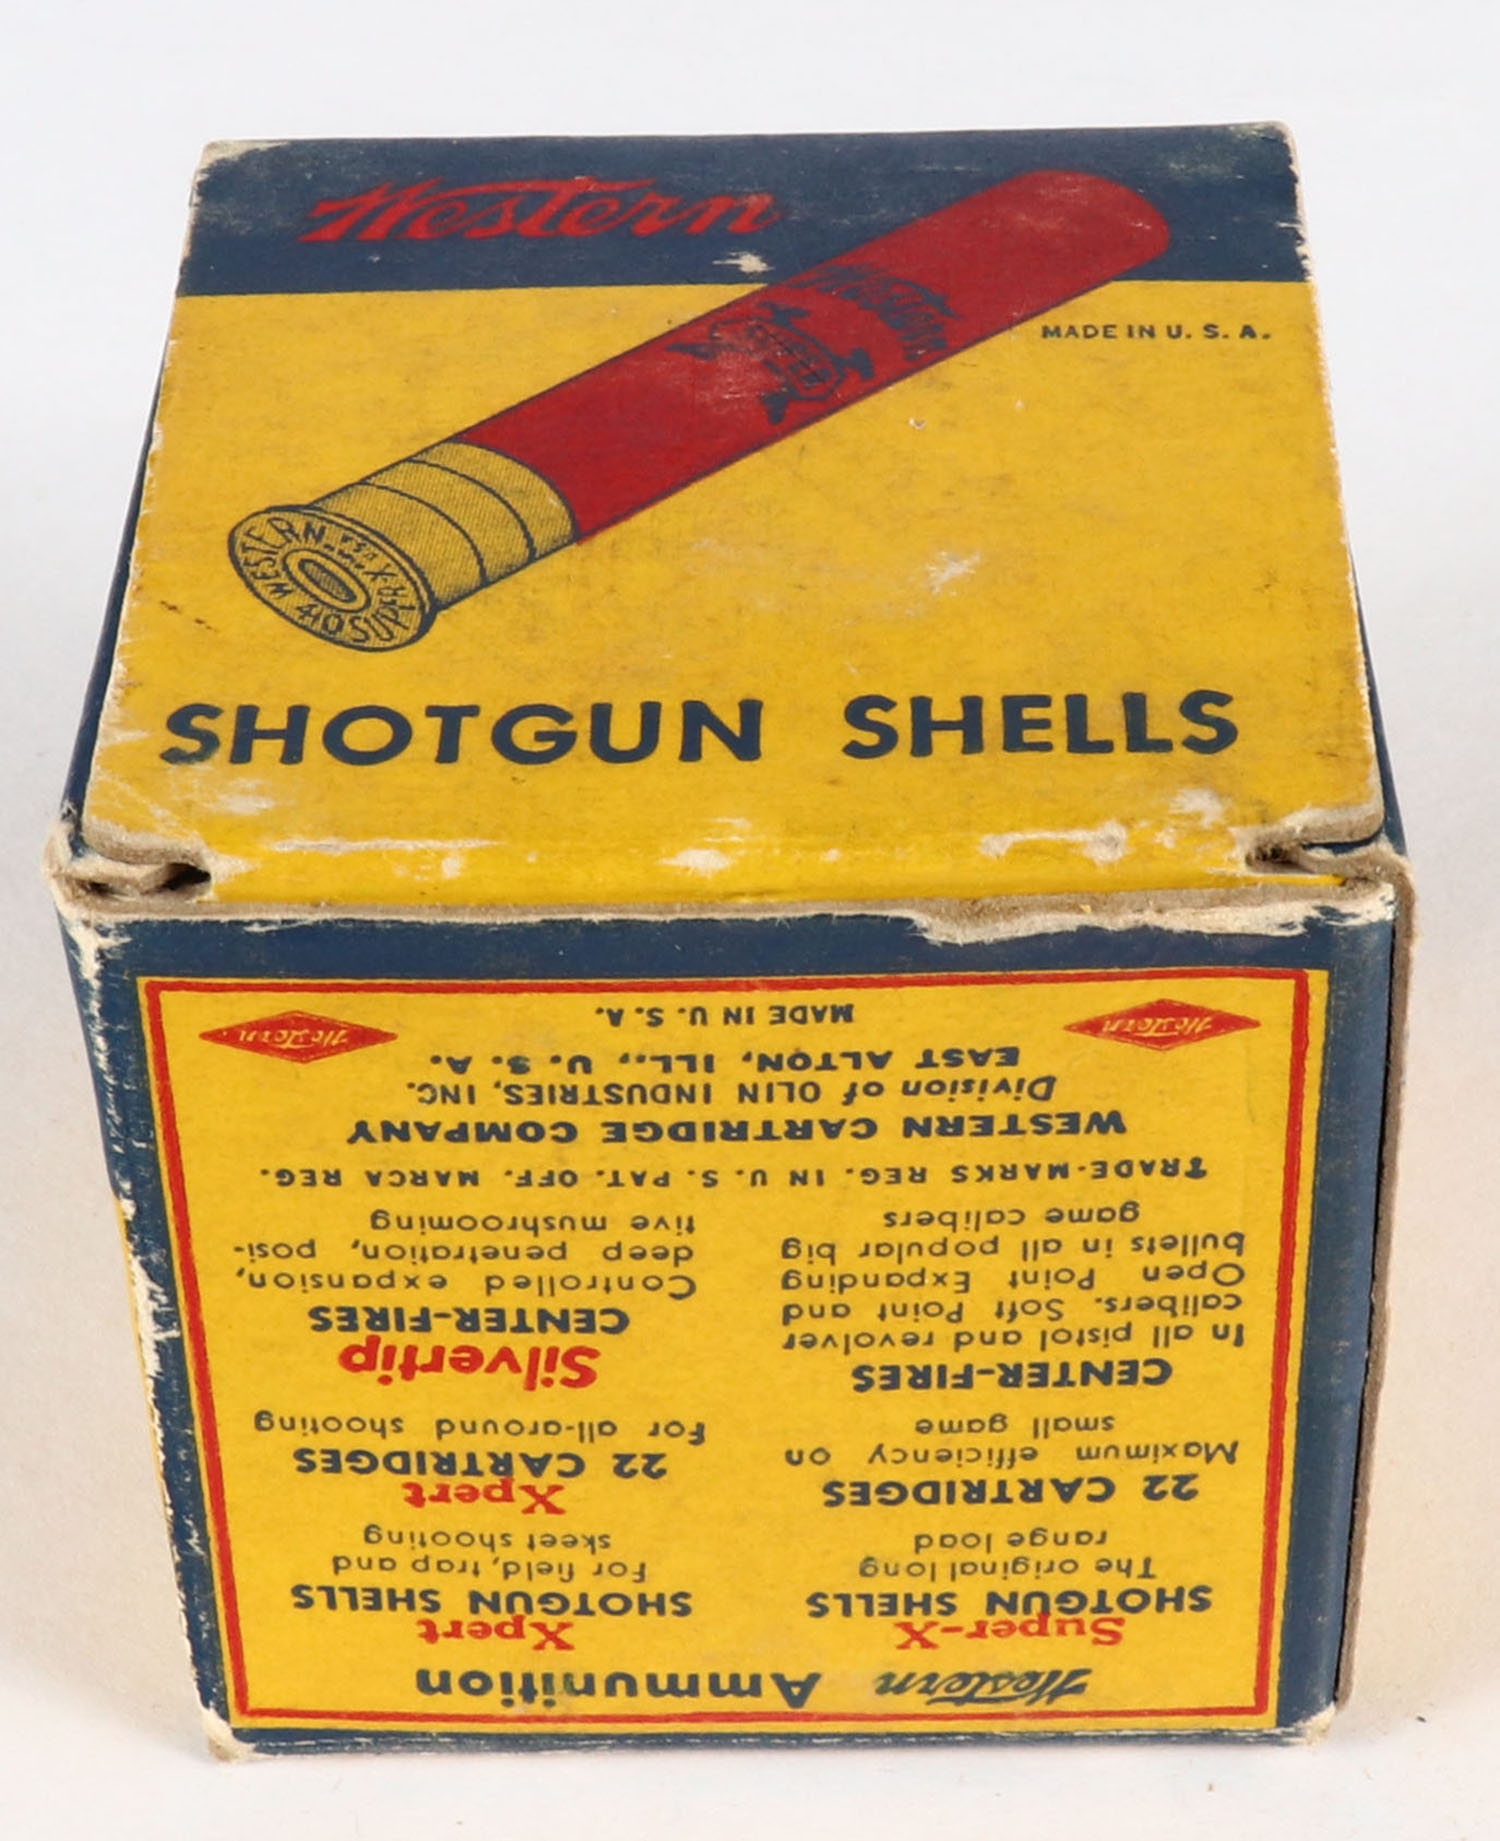 Western
Western
SUPER
MADE IN U. S. A.
WESTERN
U.S.A.
410 SUPER X
SHOTGUN SHELLS
Western Ammunition
Super-X
SHOTGUN SHELLS
The original long
range load
Xpert
SHOTGUN SHELLS
For field, trap and
skeet shooting
22 CARTRIDGES
Maximum efficiency on
small game
Xpert
22 CARTRIDGES
For all-around shooting
CENTER-FIRES
In all pistol and revolver
calibers. Soft Point and
Open Point Expanding
bullets in all popular big
game calibers
Silvertip
CENTER-FIRES
Controlled expansion,
deep penetration, posi-
tive mushrooming
TRADE-MARKS REG. IN U. S. PAT. OFF. MARCA REG.
WESTERN CARTRIDGE COMPANY
Division of OLIN INDUSTRIES, INC.
EAST ALTON, ILL., U. S. A.
MADE IN U. S. A.
Western
Western